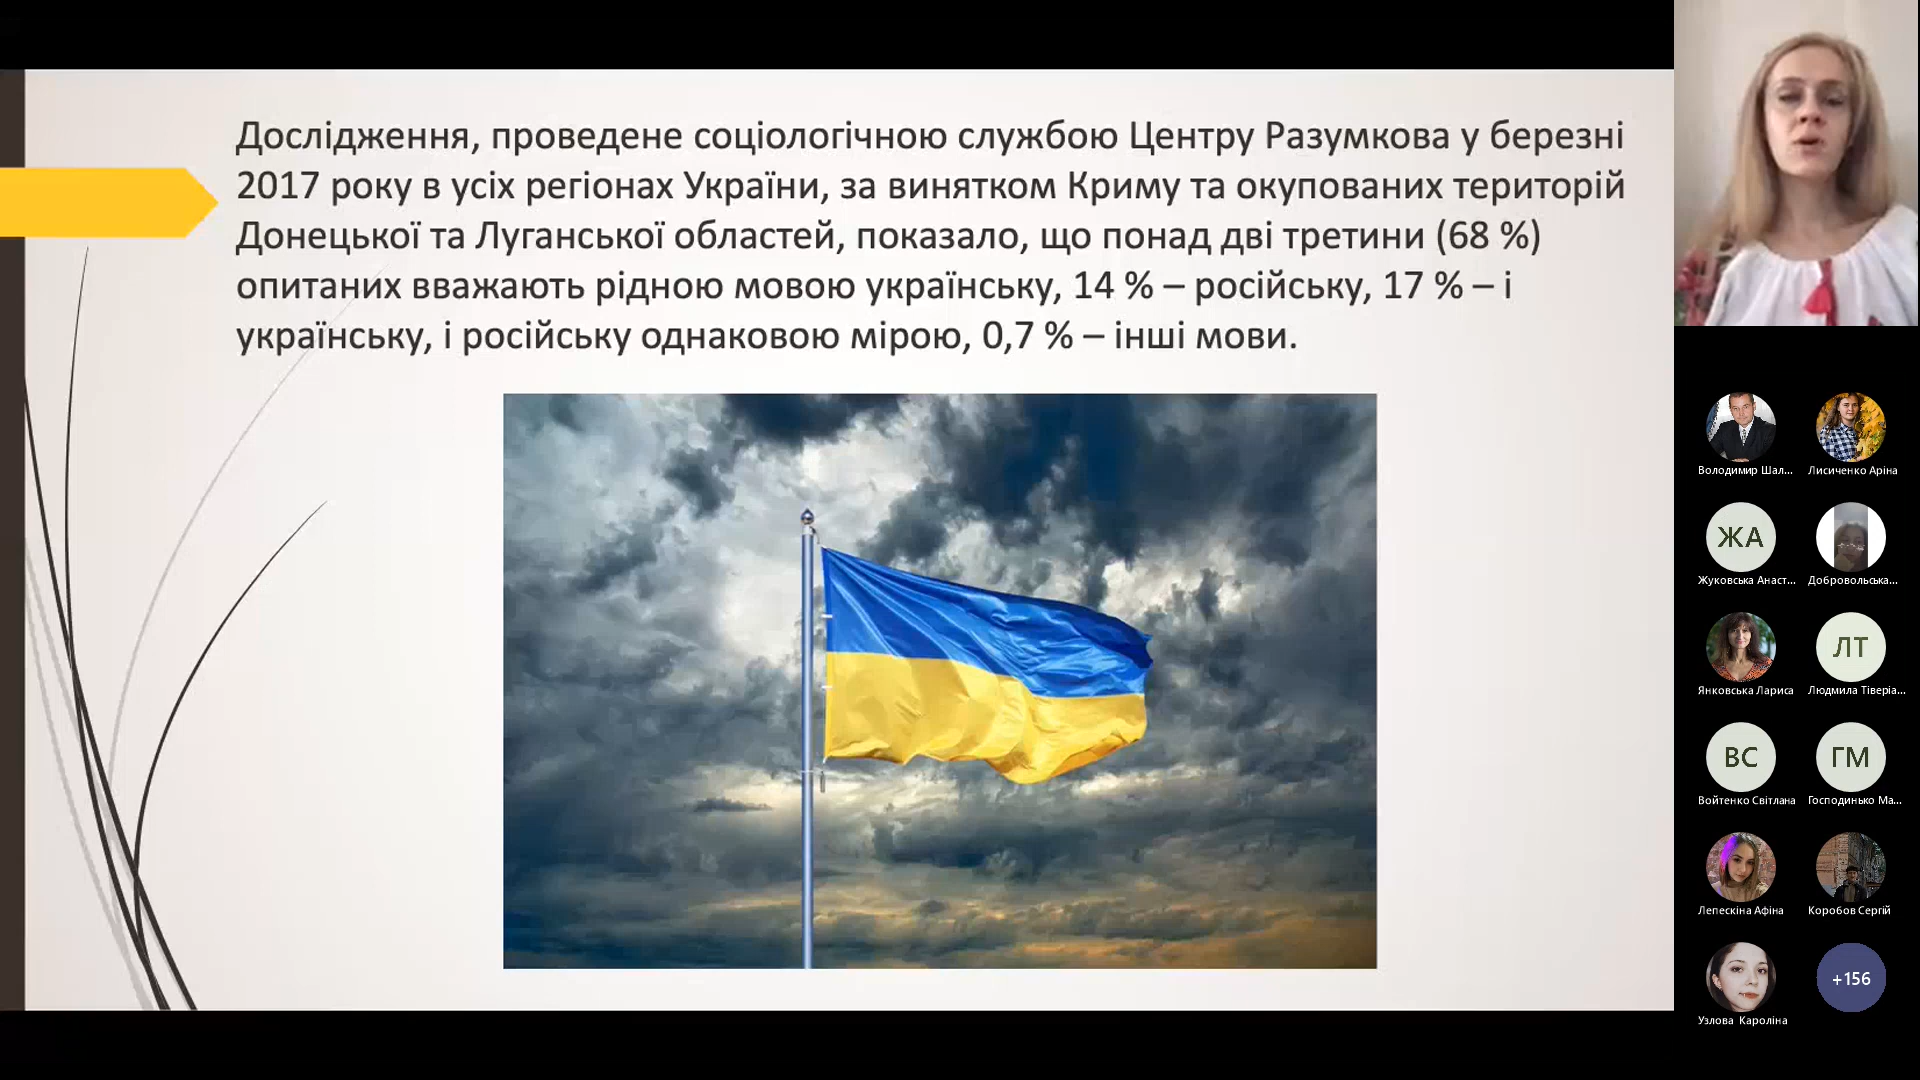 Дослідження, проведене соціологічною службою Центру Разумкова у березні
2017 року в усіх регіонах України, за винятком Криму та окупованих територій
Донецької та Луганської областей, показало, що понад дві третини (68 %)
опитаних вважають рідною мовою українську, 14 % – російську, 17 % – і
українську, і російську однаковою мірою, 0,7 % – інші мови.
Володимир Шал...
Лисиченко Аріна
ЖА
Жуковська Анаст...
Добровольська...
Янковська Лариса
ЛТ
Людмила Тіверіа...
ВС
Войтенко Світлана
ГМ
Господинько Ма...
Лепескіна Афіна
Коробов Сергій
Узлова Кароліна
+156